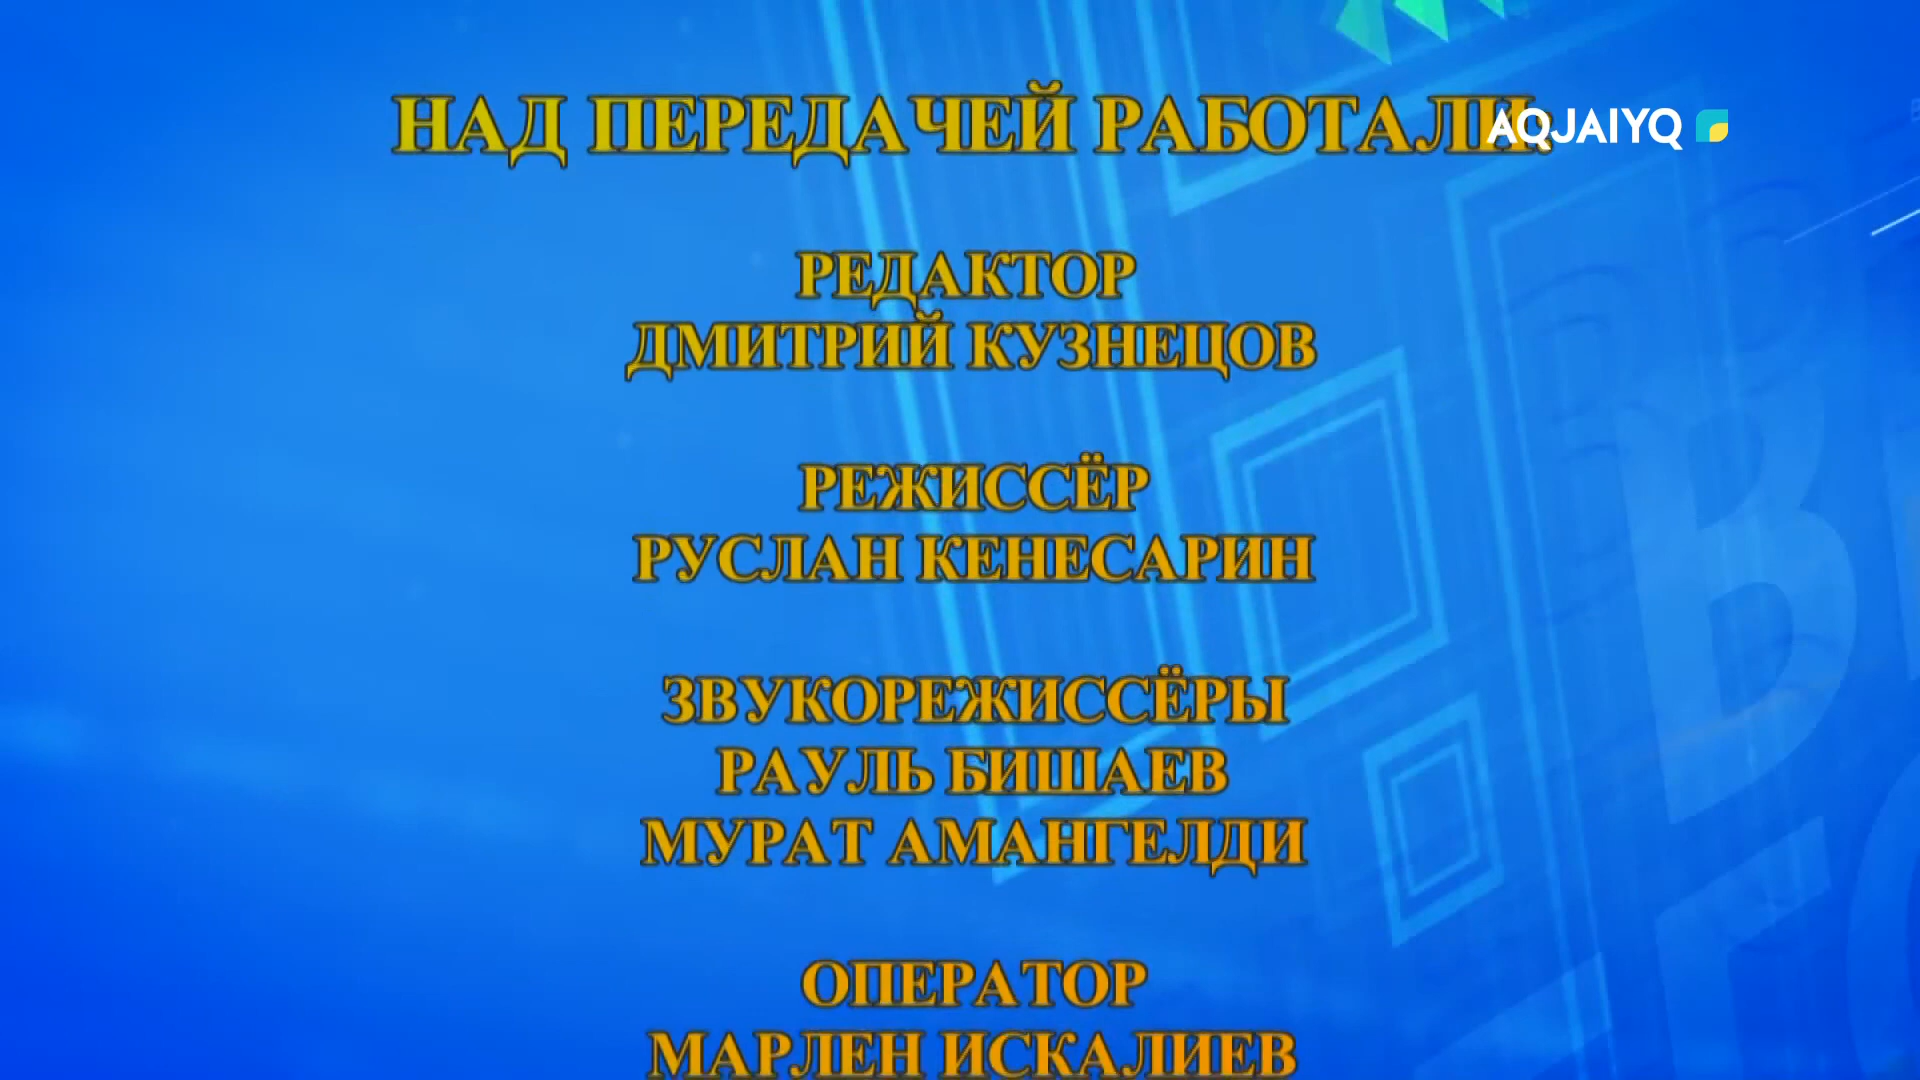 НАД ПЕРЕДАЧЕЙ РАБОТАЛИ:
AQJAIYQ
РЕДАКТОР
ДМИТРИЙ КУЗНЕЦОВ
РЕЖИССЁР
РУСЛАН КЕНЕСАРИН
ЗВУКОРЕЖИССЁРЫ
РАУЛЬ БИШАЕВ
МУРАТ АМАНГЕЛДИ
ОПЕРАТОР
МАРЛЕН ИСКАЛИЕВ